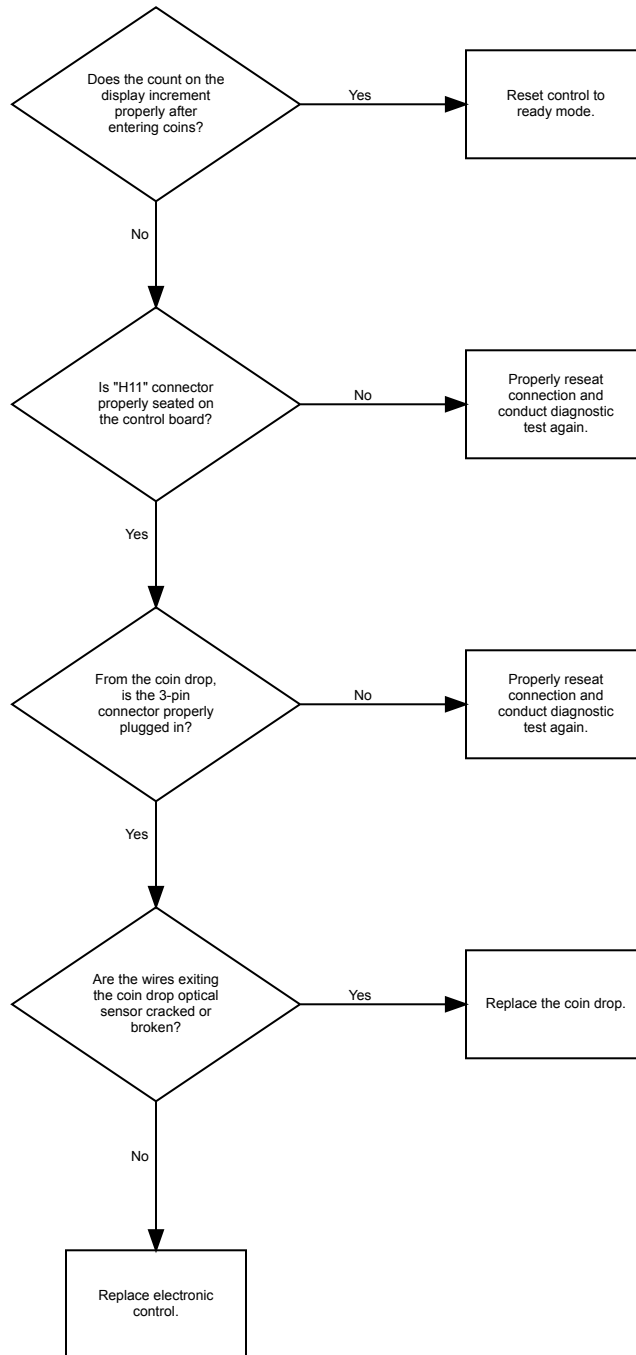 Does the count on the
display increment
properly after
entering coins?
Yes
Reset control to
ready mode.
No
Is "H11" connector
properly seated on
the control board?
No
Properly reseat
connection and
conduct diagnostic
test again.
Yes
From the coin drop,
is the 3-pin
connector properly
plugged in?
No
Properly reseat
connection and
conduct diagnostic
test again.
Yes
Are the wires exiting
the coin drop optical
sensor cracked or
broken?
Yes
Replace the coin drop.
No
Replace electronic
control.